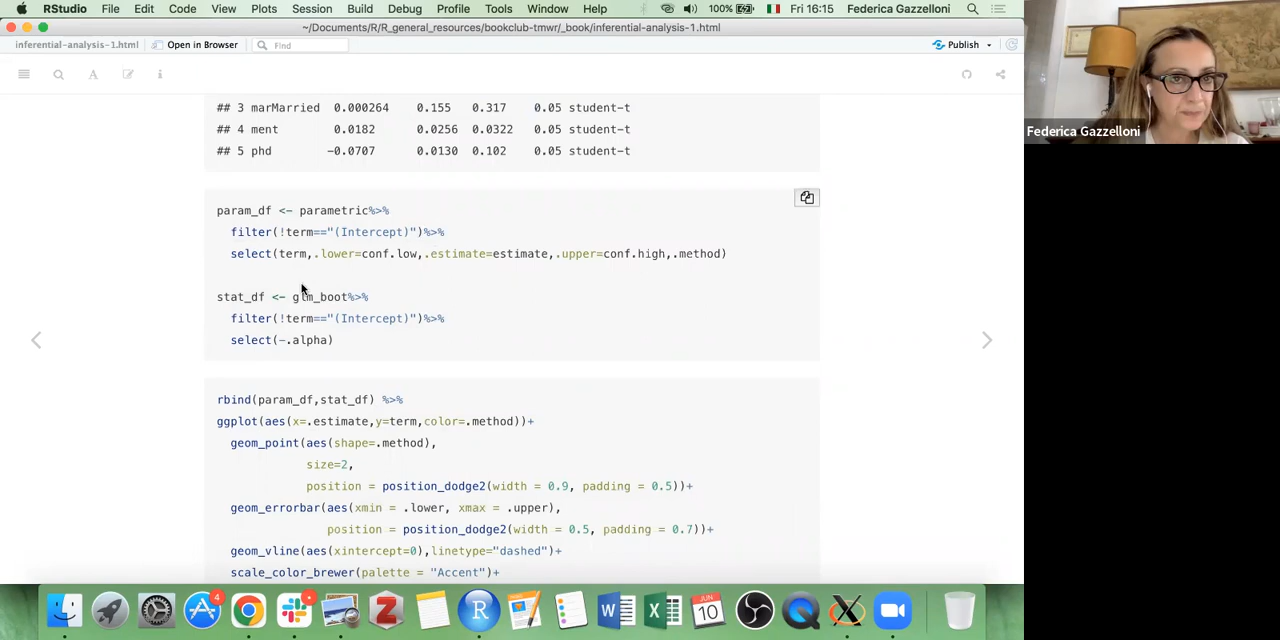 RStudio File Edit Code View Plots Session Build Debug Profile Tools Window Help 100% Fri 16:15 Federica Gazzelloni
~/Documents/R/R_general_resources/bookclub-tmwr/_book/inferential-analysis-1.html
inferential-analysis-1.html Open in Browser Find Publish
A i
## 3 marMarried 0.000264 0.155 0.317 0.05 student-t
## 4 ment 0.0182 0.0256 0.0322 0.05 student-t
## 5 phd -0.0707 0.0130 0.102 0.05 student-t
param_df <- parametric%>%
filter(!term=="(Intercept)")%>%
select(term,.lower=conf.low,.estimate=estimate,.upper=conf.high,.method)
stat_df <- glm_boot%>%
filter(!term=="(Intercept)")%>%
select(-.alpha)
rbind(param_df,stat_df) %>%
ggplot(aes(x=.estimate,y=term,color=.method))+
geom_point(aes(shape=.method),
size=2,
position = position_dodge2(width = 0.9, padding = 0.5))+
geom_errorbar(aes(xmin = .lower, xmax = .upper),
position = position_dodge2(width = 0.5, padding = 0.7))+
geom_vline(aes(xintercept=0),linetype="dashed")+
scale_color_brewer(palette = "Accent")+
Federica Gazzelloni
4 Z R W X JUN 10 Q X